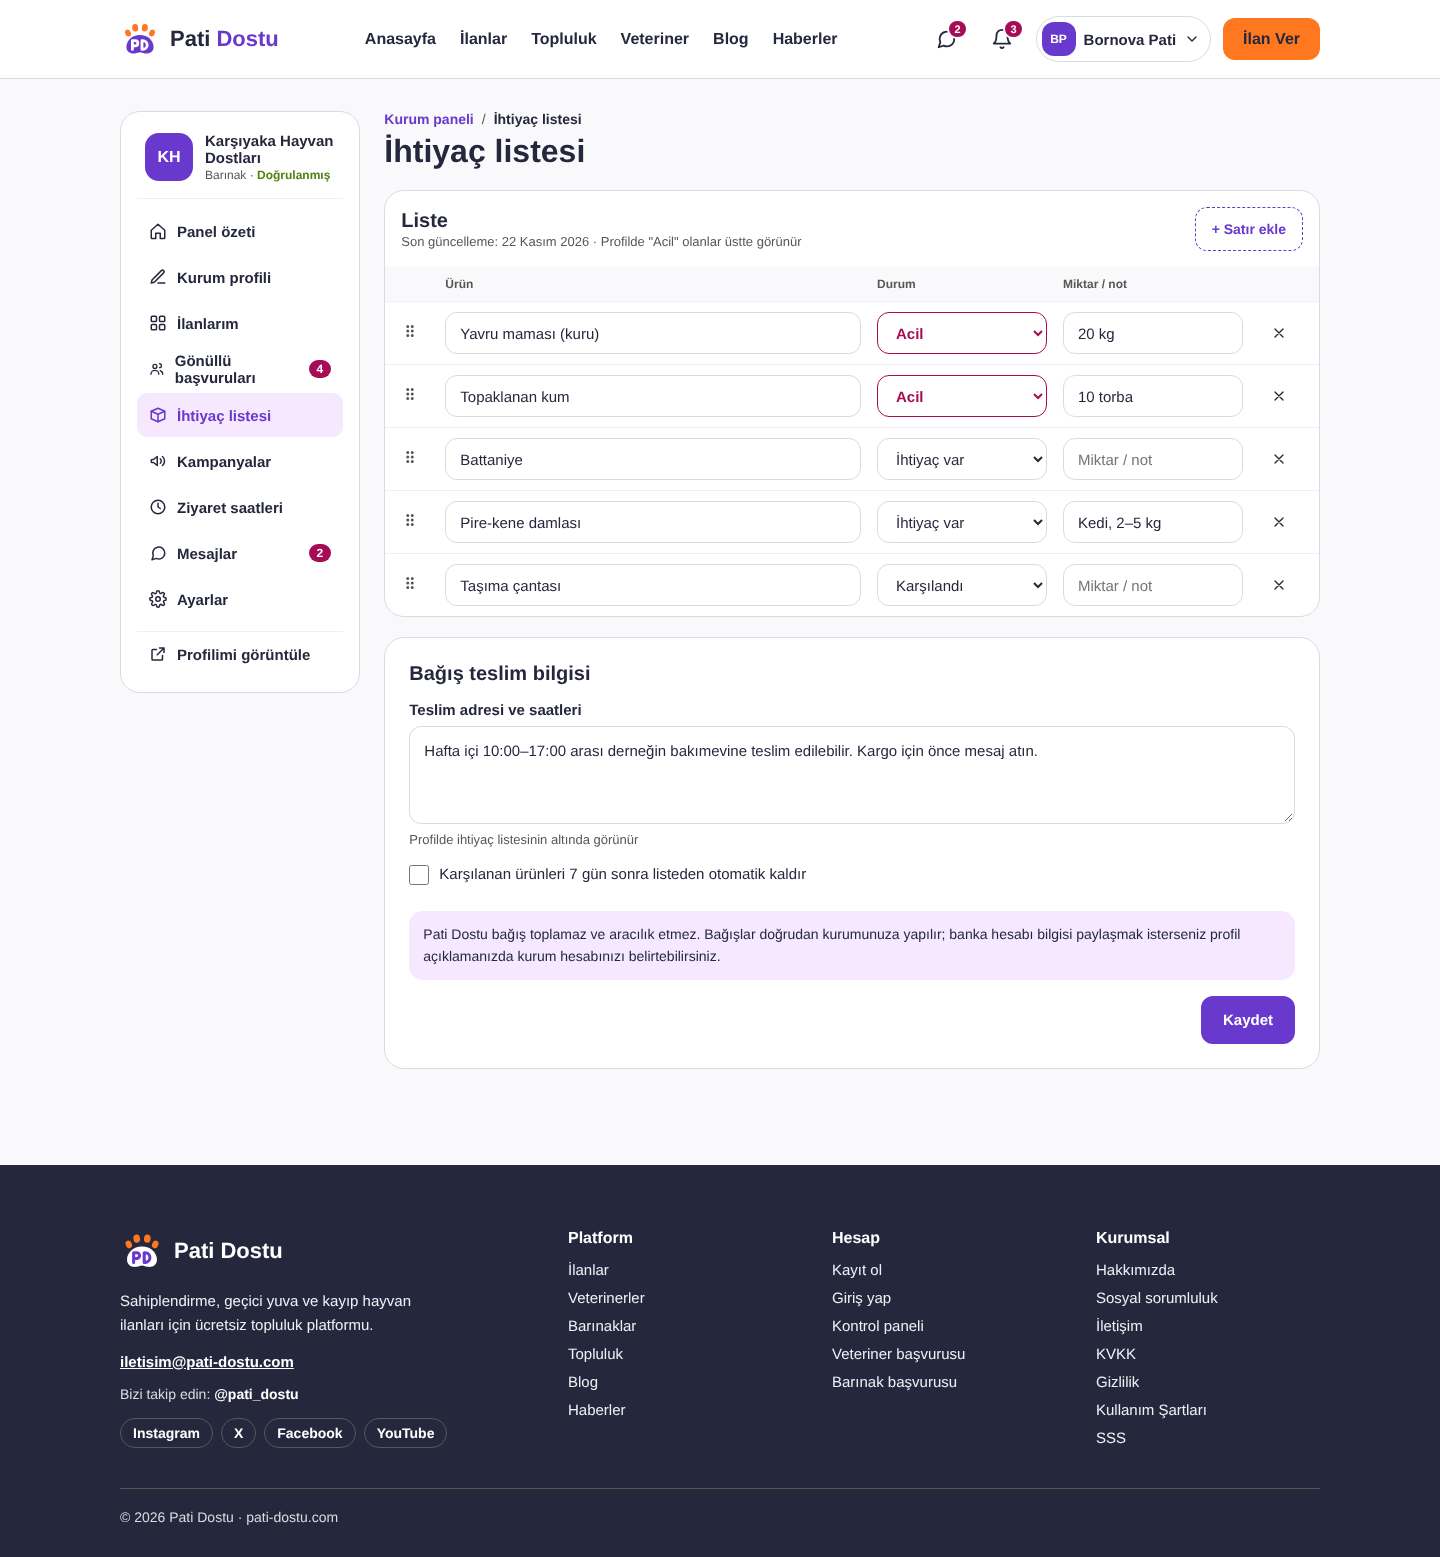 PD Pati Dostu
Anasayfa İlanlar Topluluk Veteriner Blog Haberler
2
3
BP Bornova Pati
İlan Ver
KH
Karşıyaka Hayvan
Dostları
Barınak · Doğrulanmış
Panel özeti
Kurum profili
İlanlarım
Gönüllü
başvuruları
4
İhtiyaç listesi
Kampanyalar
Ziyaret saatleri
Mesajlar 2
Ayarlar
Profilimi görüntüle
Kurum paneli / İhtiyaç listesi
İhtiyaç listesi
Liste
Son güncelleme: 22 Kasım 2026 · Profilde "Acil" olanlar üstte görünür
+ Satır ekle
Ürün Durum Miktar / not
Yavru maması (kuru) Acil 20 kg
Topaklanan kum Acil 10 torba
Battaniye İhtiyaç var Miktar / not
Pire-kene damlası İhtiyaç var Kedi, 2–5 kg
Taşıma çantası Karşılandı Miktar / not
Bağış teslim bilgisi
Teslim adresi ve saatleri
Hafta içi 10:00–17:00 arası derneğin bakımevine teslim edilebilir. Kargo için önce mesaj atın.
Profilde ihtiyaç listesinin altında görünür
Karşılanan ürünleri 7 gün sonra listeden otomatik kaldır
Pati Dostu bağış toplamaz ve aracılık etmez. Bağışlar doğrudan kurumunuza yapılır; banka hesabı bilgisi paylaşmak isterseniz profil
açıklamanızda kurum hesabınızı belirtebilirsiniz.
Kaydet
PD Pati Dostu
Sahiplendirme, geçici yuva ve kayıp hayvan
ilanları için ücretsiz topluluk platformu.
iletisim@pati-dostu.com
Bizi takip edin: @pati_dostu
Instagram X Facebook YouTube
Platform
İlanlar
Veterinerler
Barınaklar
Topluluk
Blog
Haberler
Hesap
Kayıt ol
Giriş yap
Kontrol paneli
Veteriner başvurusu
Barınak başvurusu
Kurumsal
Hakkımızda
Sosyal sorumluluk
İletişim
KVKK
Gizlilik
Kullanım Şartları
SSS
© 2026 Pati Dostu · pati-dostu.com